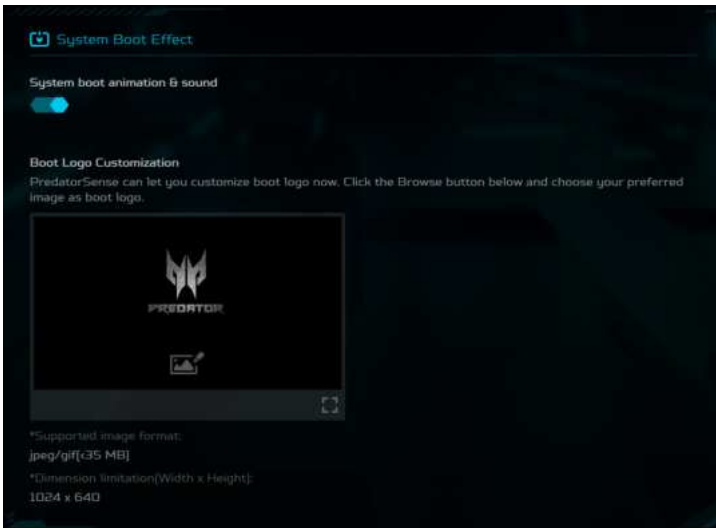 System Boot Effect
System boot animation & sound
Boot Logo Customization
PredatorSense can let you customize boot logo now. Click the Browse button below and choose your preferred
image as boot logo.
PREDATOR
*Supported image format:
jpeg/gif[<35 MB]
*Dimension limitation(Width x Height):
1024 x 640